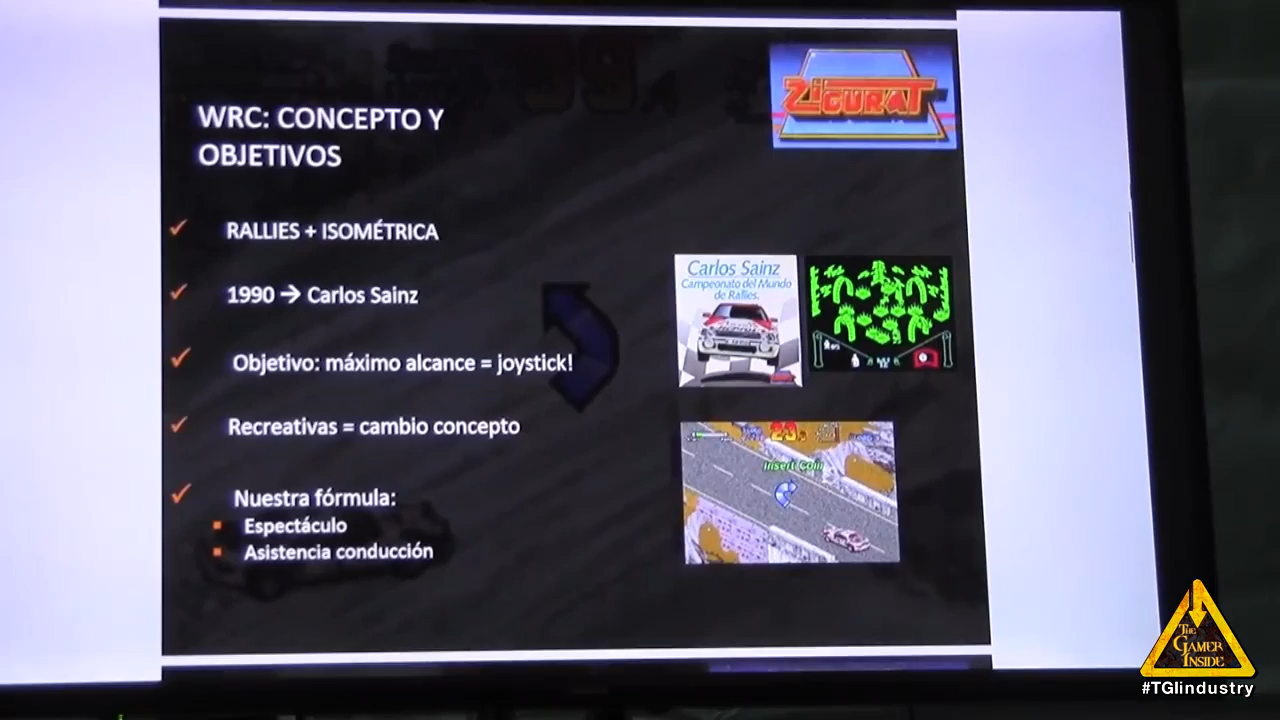 ZIGURAT
WRC: CONCEPTO Y
OBJETIVOS
✓ RALLIES + ISOMÉTRICA
✓ 1990 → Carlos Sainz
✓ Objetivo: máximo alcance = joystick!
✓ Recreativas = cambio concepto
✓ Nuestra fórmula:
▪ Espectáculo
▪ Asistencia conducción
Carlos Sainz
Campeonato del Mundo
de Rallies.
23
Insert Coin
THE
GAMER
INSIDE
#TGIindustry